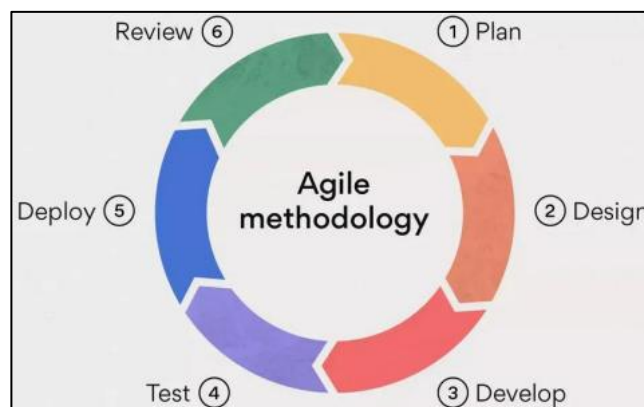 Agile
methodology
1 Plan
2 Design
3 Develop
Test 4
Deploy 5
Review 6